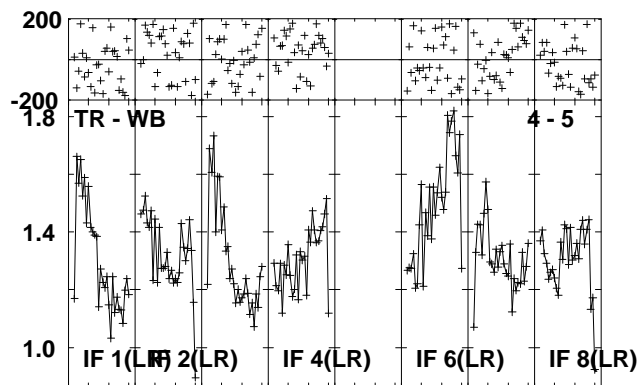 200
-200
1.8
TR - WB
4 - 5
1.4
1.0
IF 1(LR)
IF 2(LR)
IF 4(LR)
IF 6(LR)
IF 8(LR)